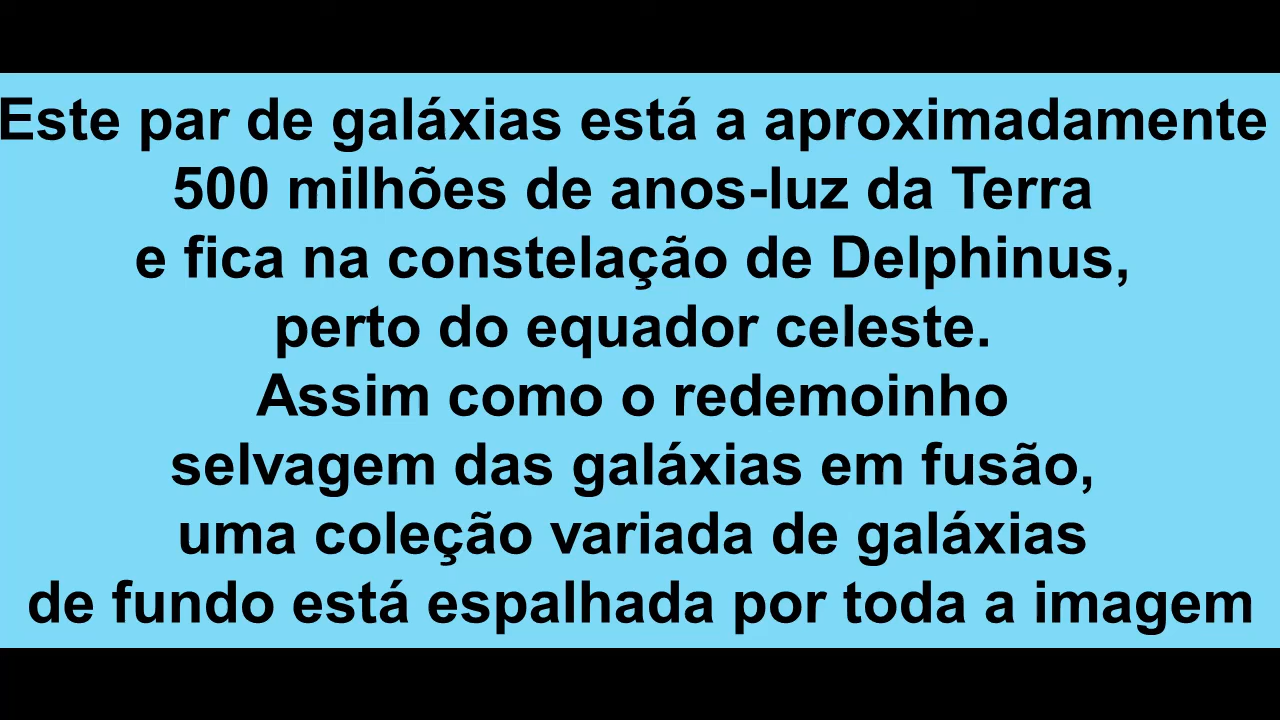 Este par de galáxias está a aproximadamente
500 milhões de anos-luz da Terra
e fica na constelação de Delphinus,
perto do equador celeste.
Assim como o redemoinho
selvagem das galáxias em fusão,
uma coleção variada de galáxias
de fundo está espalhada por toda a imagem